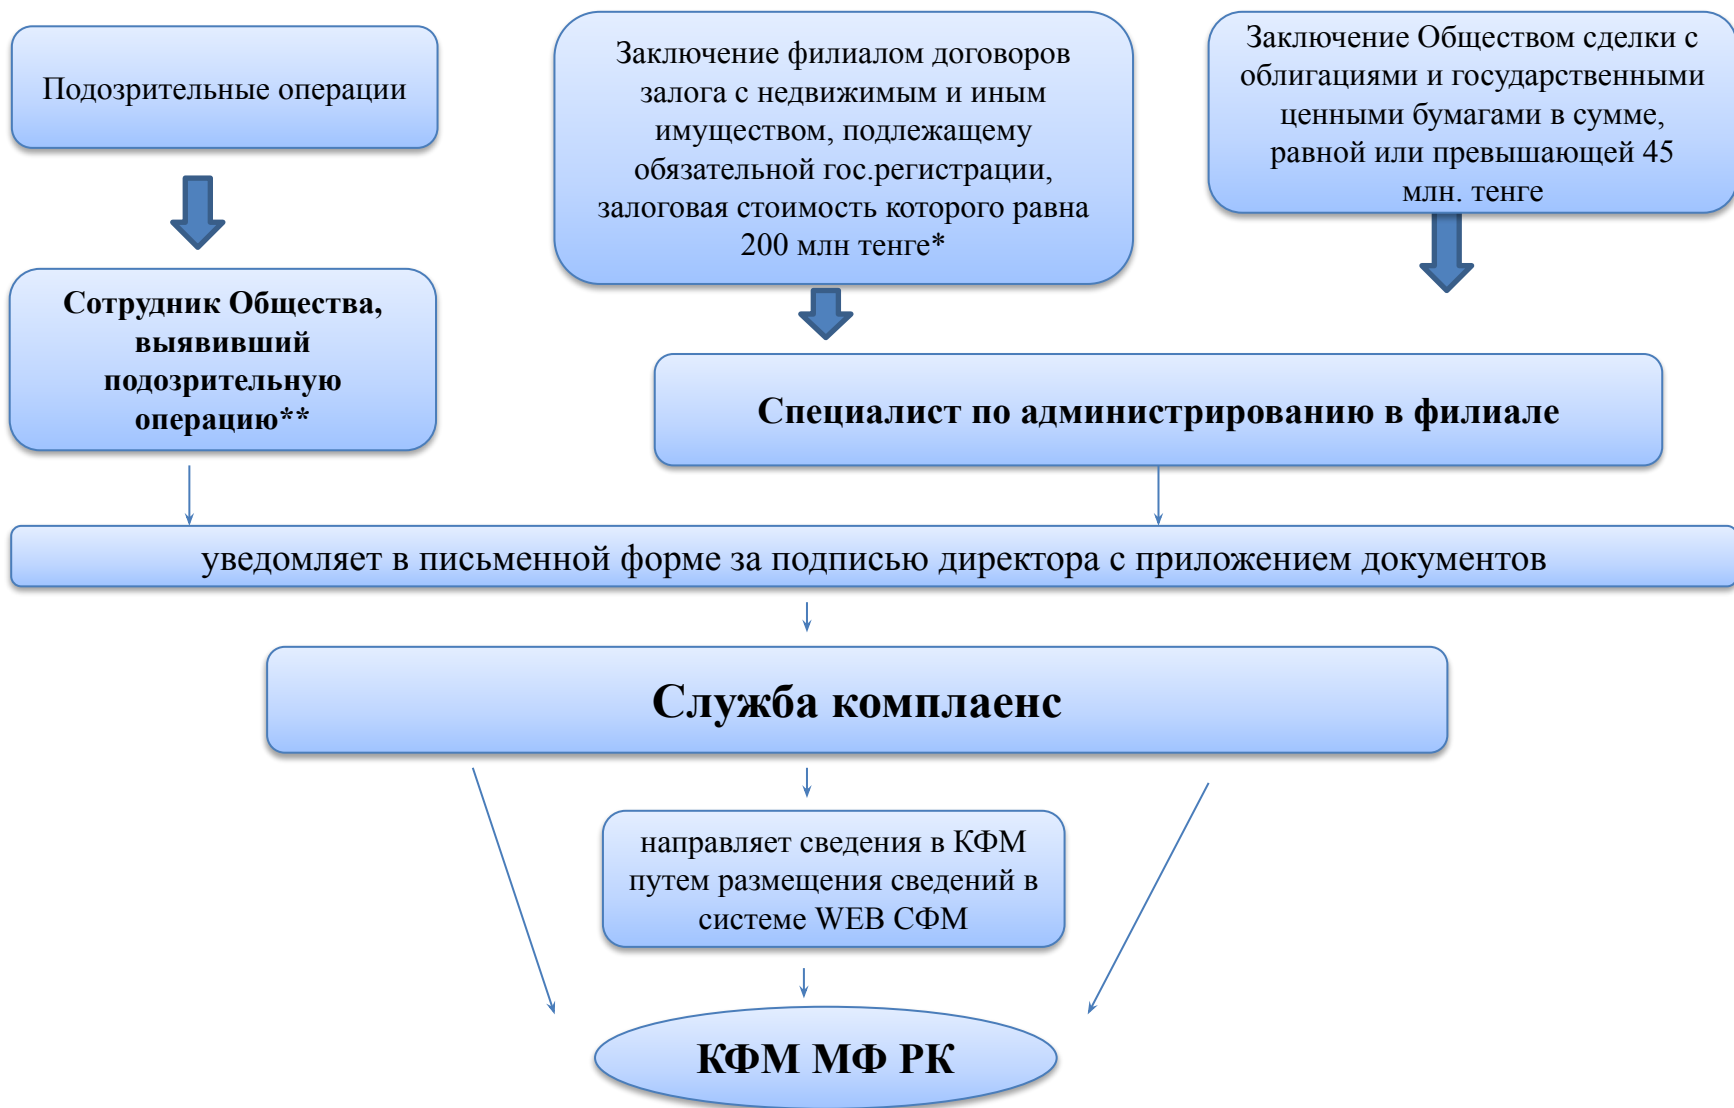 Подозрительные операции
Заключение филиалом договоров
залога с недвижимым и иным
имуществом, подлежащему
обязательной гос.регистрации,
залоговая стоимость которого равна
200 млн тенге*
Заключение Обществом сделки с
облигациями и государственными
ценными бумагами в сумме,
равной или превышающей 45
млн. тенге
Сотрудник Общества,
выявивший
подозрительную
операцию**
Специалист по администрированию в филиале
уведомляет в письменной форме за подписью директора с приложением документов
Служба комплаенс
направляет сведения в КФМ
путем размещения сведений в
системе WEB СФМ
КФМ МФ РК